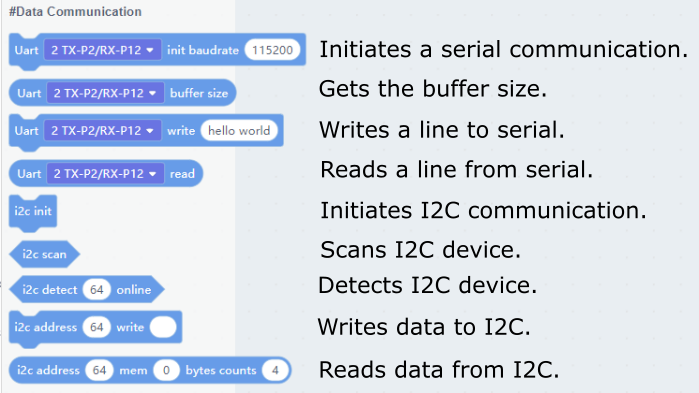 #Data Communication
Uart 2 TX-P2/RX-P12 init baudrate 115200 Initiates a serial communication.
Uart 2 TX-P2/RX-P12 buffer size Gets the buffer size.
Uart 2 TX-P2/RX-P12 write hello world Writes a line to serial.
Uart 2 TX-P2/RX-P12 read Reads a line from serial.
i2c init Initiates I2C communication.
i2c scan Scans I2C device.
i2c detect 64 online Detects I2C device.
i2c address 64 write Writes data to I2C.
i2c address 64 mem 0 bytes counts 4 Reads data from I2C.